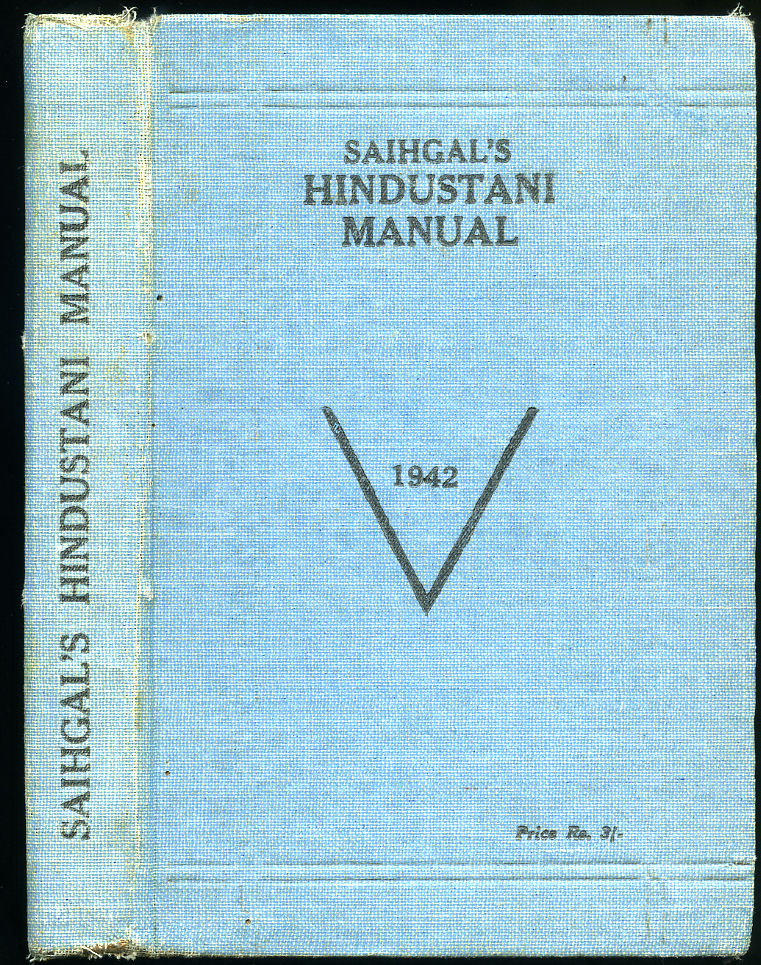 SAIHGAL'S HINDUSTANI MANUAL
SAIHGAL'S
HINDUSTANI
MANUAL
1942
Price Rs. 3/-